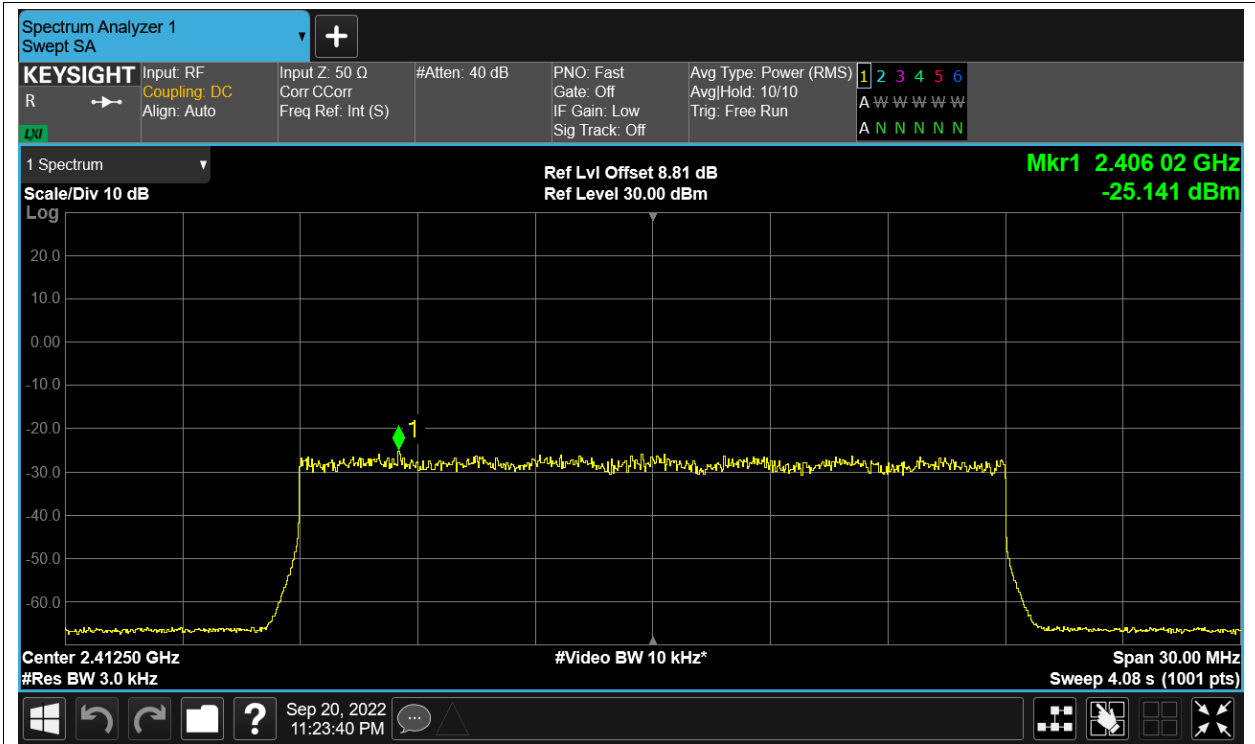 Spectrum Analyzer 1
Swept SA
KEYSIGHT
R
LXI
Input: RF
Coupling: DC
Align: Auto
Input Z: 50 Ω
Corr CCorr
Freq Ref: Int (S)
#Atten: 40 dB
PNO: Fast
Gate: Off
IF Gain: Low
Sig Track: Off
Avg Type: Power (RMS)
Avg|Hold: 10/10
Trig: Free Run
1 2 3 4 5 6
A W W W W W
A N N N N N
1 Spectrum
Scale/Div 10 dB
Log
Ref Lvl Offset 8.81 dB
Ref Level 30.00 dBm
Mkr1 2.406 02 GHz
-25.141 dBm
20.0
10.0
0.00
-10.0
-20.0
1
-30.0
-40.0
-50.0
-60.0
Center 2.41250 GHz
#Res BW 3.0 kHz
#Video BW 10 kHz*
Span 30.00 MHz
Sweep 4.08 s (1001 pts)
?
Sep 20, 2022
11:23:40 PM